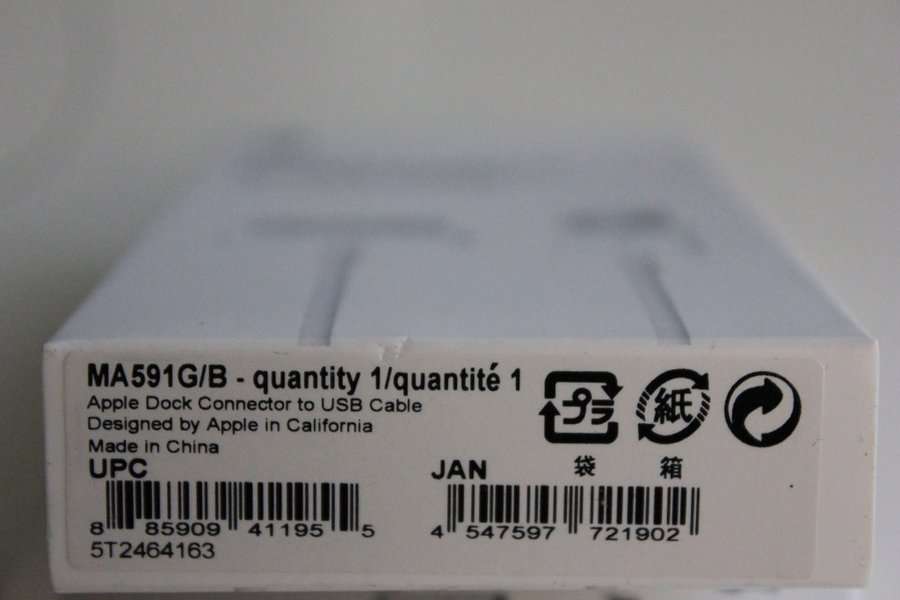 MA591G/B - quantity 1/quantité 1
Apple Dock Connector to USB Cable
Designed by Apple in California
Made in China
プラ 紙
袋 箱
UPC JAN
8 85909 41195 5 4 547597 721902
5T2464163